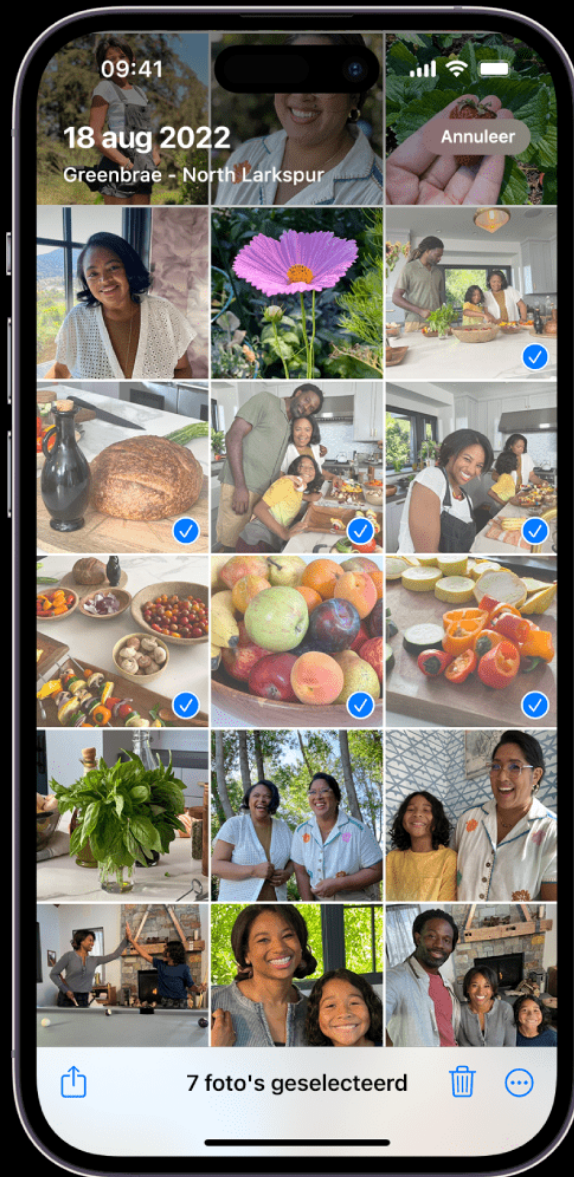 09:41
18 aug 2022
Annuleer
Greenbrae - North Larkspur
7 foto's geselecteerd